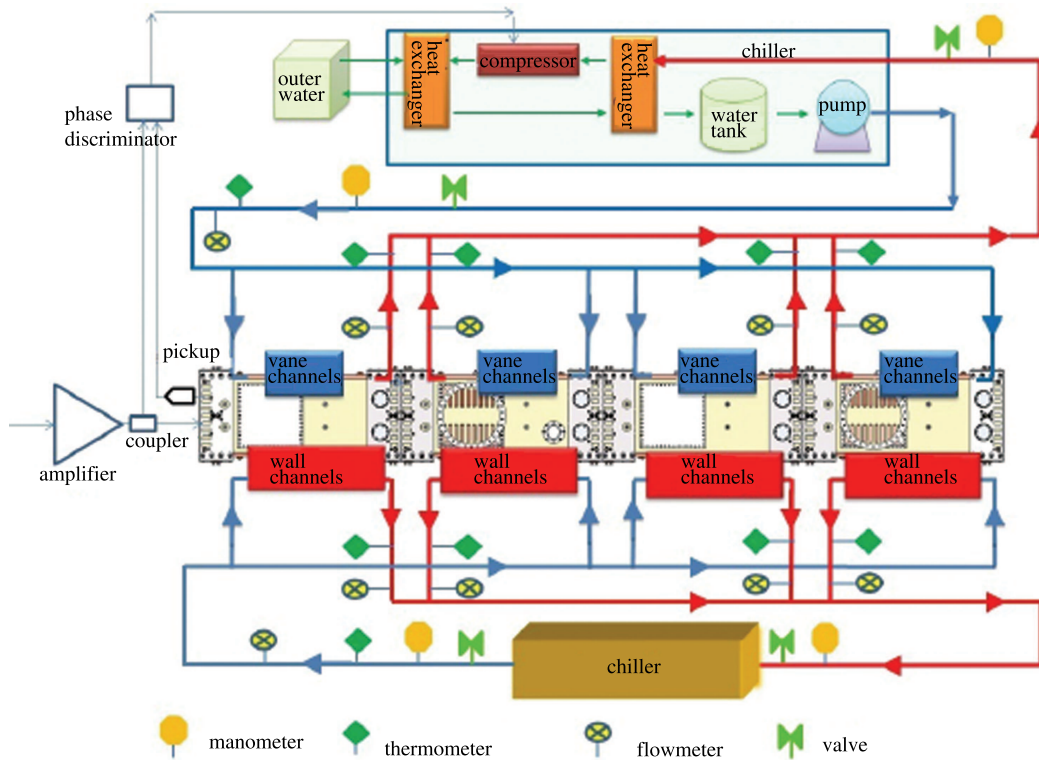 heat
exchanger
compressor
heat
exchanger
chiller
outer
water
phase
discriminator
water
tank
pump
pickup
vane
channels
vane
channels
vane
channels
vane
channels
coupler
amplifier
wall
channels
wall
channels
wall
channels
wall
channels
chiller
manometer
thermometer
flowmeter
valve